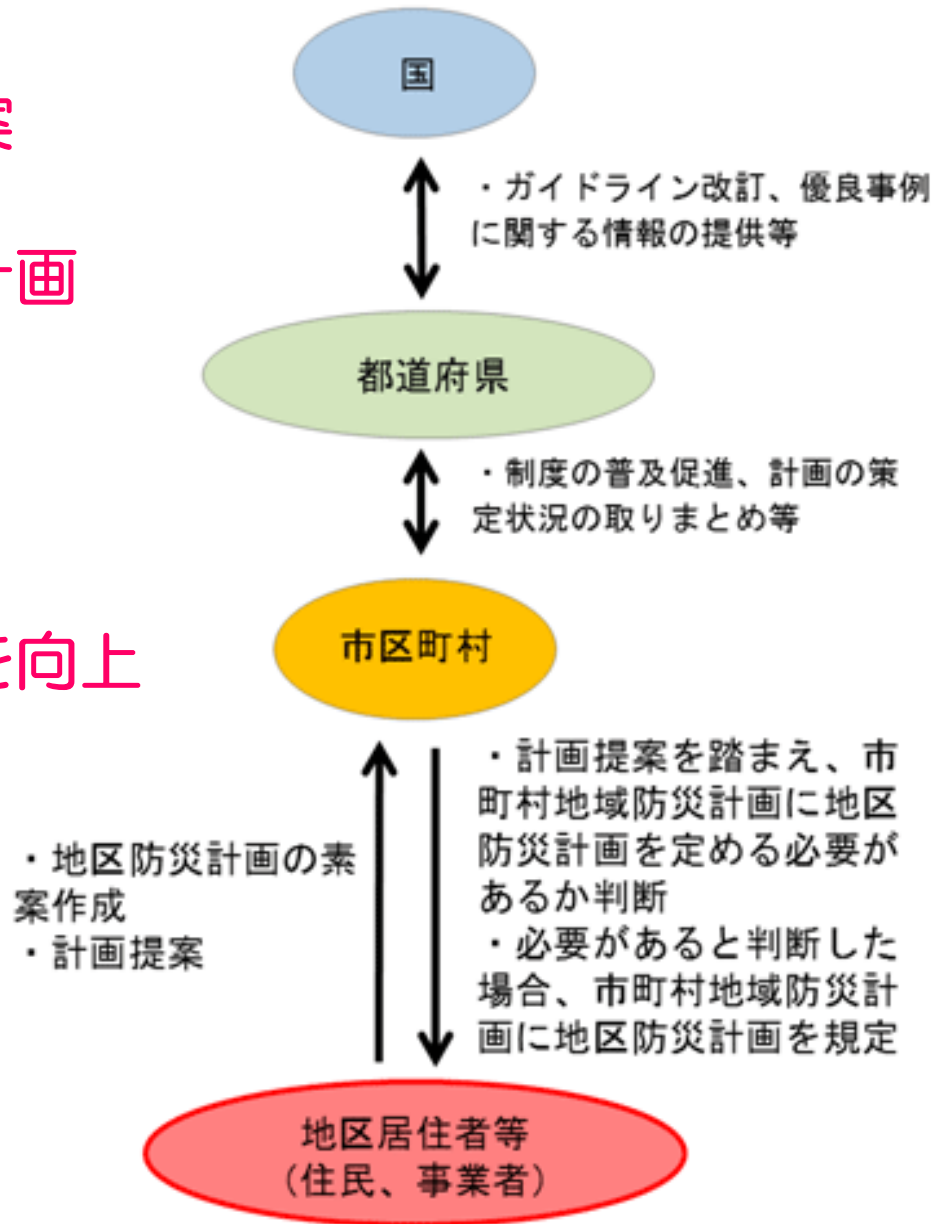 国
案
・ガイドライン改訂、優良事例
に関する情報の提供等
計画
都道府県
・制度の普及促進、計画の策
定状況の取りまとめ等
を向上
市区町村
・地区防災計画の素
案作成
・計画提案
・計画提案を踏まえ、市
町村地域防災計画に地区
防災計画を定める必要が
あるか判断
・必要があると判断した
場合、市町村地域防災計
画に地区防災計画を規定
地区居住者等
（住民、事業者）